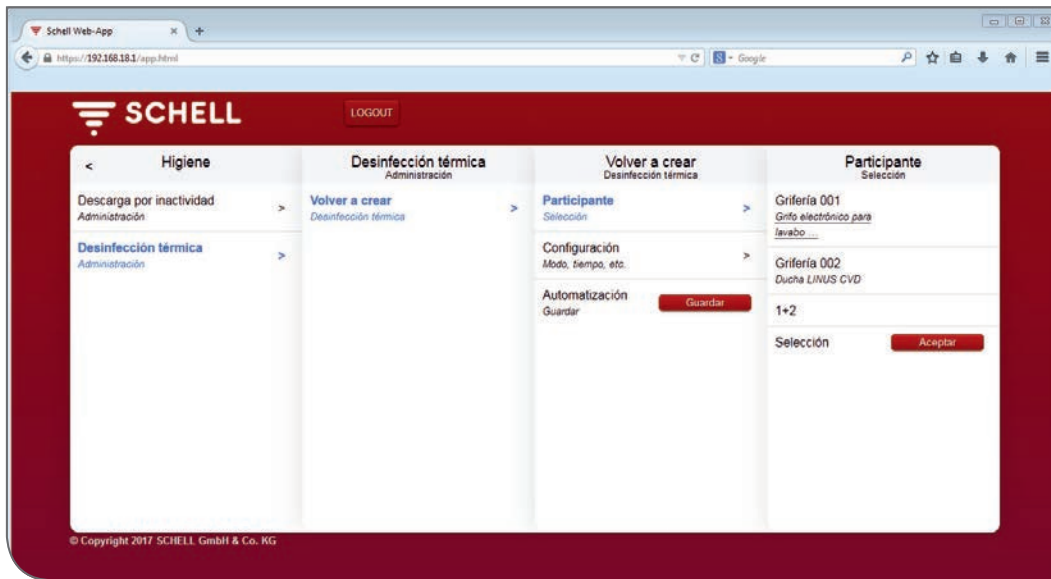 Schell Web-App
https://192.168.18.1/app.html
Google
SCHELL
LOGOUT
< Higiene
Descarga por inactividad >
Administración
Desinfección térmica >
Administración
Desinfección térmica
Administración
Volver a crear >
Desinfección térmica
Volver a crear
Desinfección térmica
Participante >
Selección
Configuración >
Modo, tiempo, etc.
Automatización
Guardar
Guardar
Participante
Selección
Grifería 001
Grifo electrónico para
lavabo ...
Grifería 002
Ducha LINUS CVD
1+2
Selección
Aceptar
© Copyright 2017 SCHELL GmbH & Co. KG